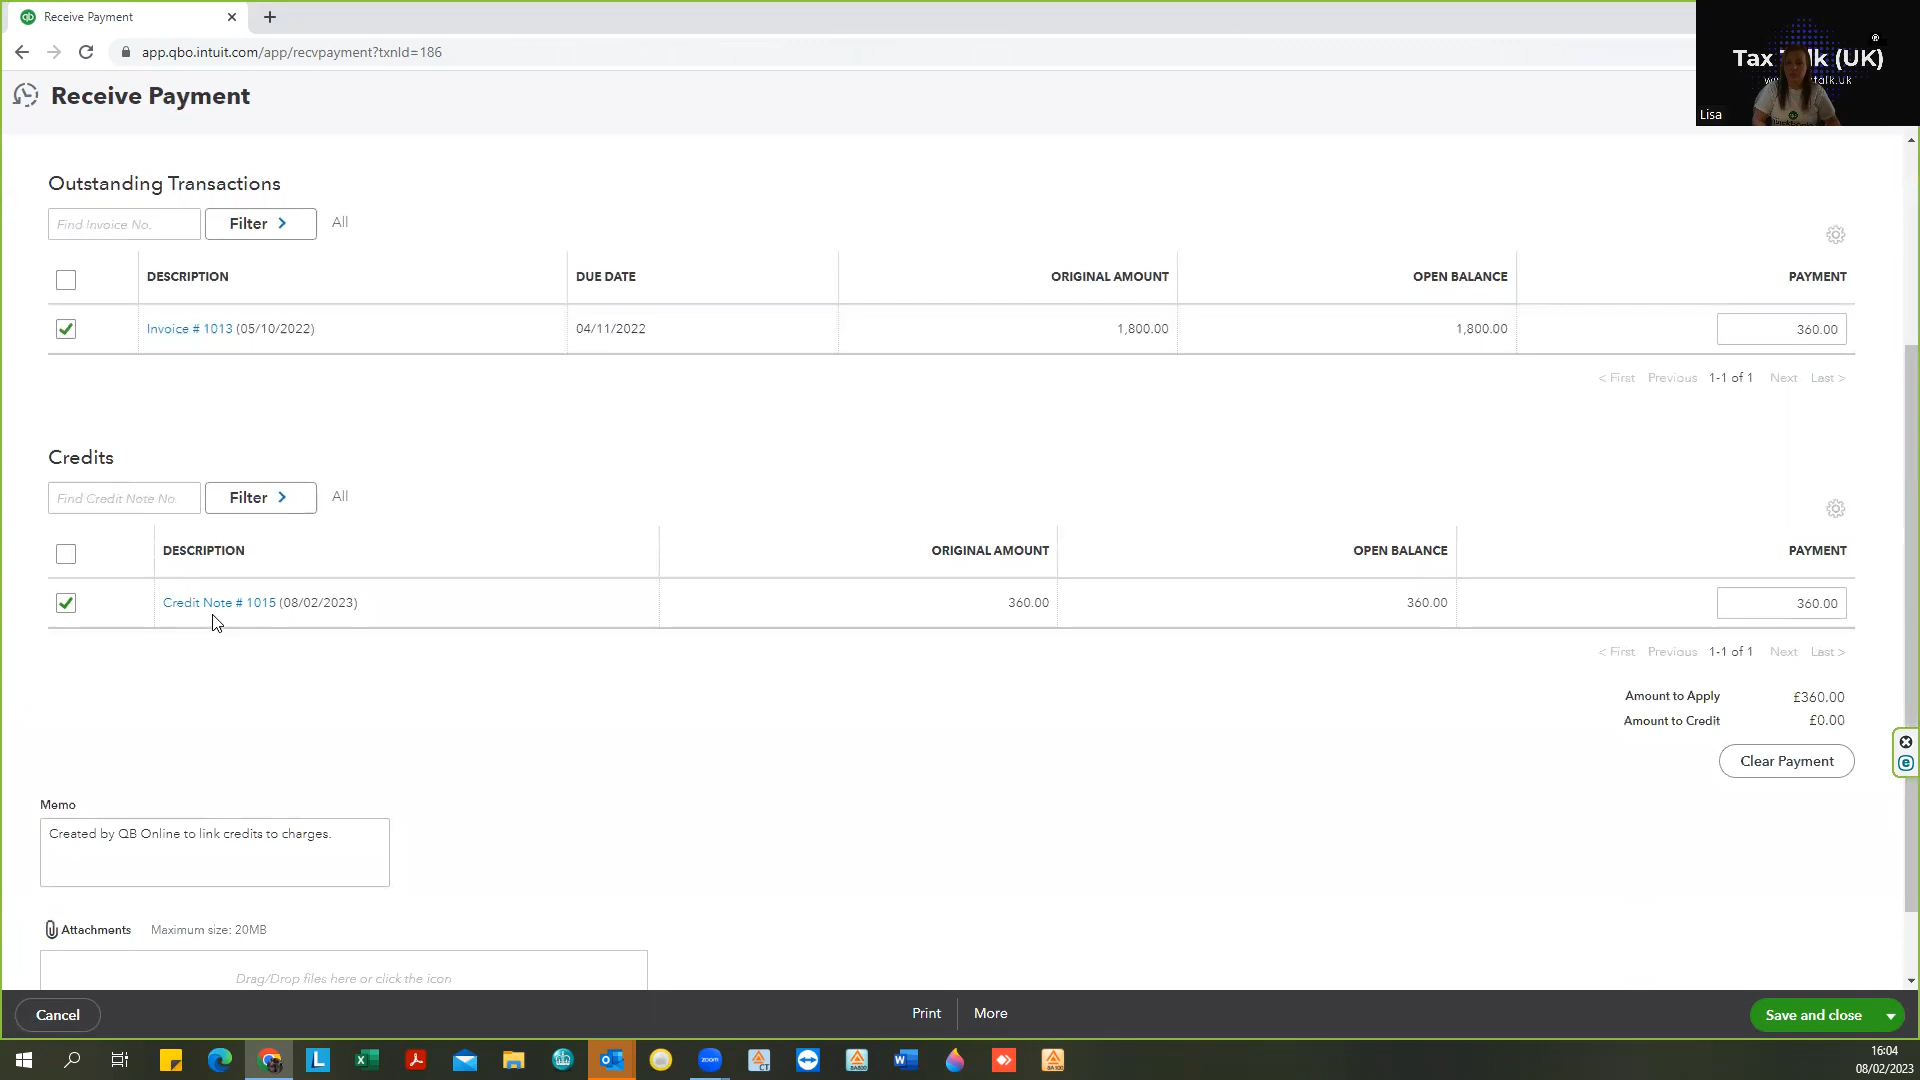 Receive Payment
app.qbo.intuit.com/app/recvpayment?txnId=186
Tax Talk (UK)
®
Lisa
Receive Payment
Outstanding Transactions
Find Invoice No.
Filter >
All
DESCRIPTION DUE DATE ORIGINAL AMOUNT OPEN BALANCE PAYMENT
Invoice # 1013 (05/10/2022) 04/11/2022 1,800.00 1,800.00 360.00
< First Previous 1-1 of 1 Next Last >
Credits
Find Credit Note No.
Filter >
All
DESCRIPTION ORIGINAL AMOUNT OPEN BALANCE PAYMENT
Credit Note # 1015 (08/02/2023) 360.00 360.00 360.00
< First Previous 1-1 of 1 Next Last >
Amount to Apply £360.00
Amount to Credit £0.00
Clear Payment
Memo
Created by QB Online to link credits to charges.
Attachments Maximum size: 20MB
Drag/Drop files here or click the icon
Cancel Print More Save and close
16:04
08/02/2023